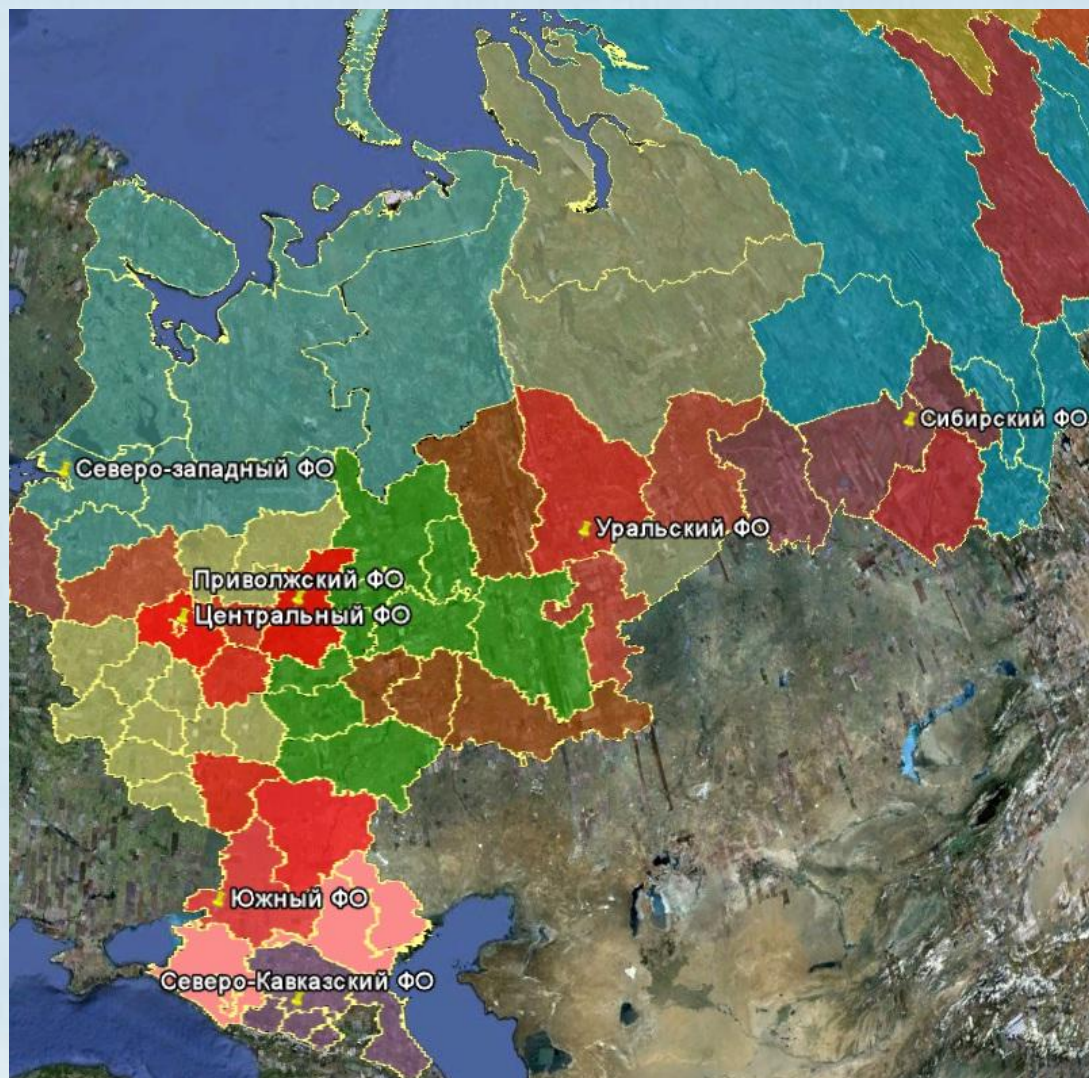 Сибирский ФО
Северо-западный ФО
Уральский ФО
Приволжский ФО
Центральный ФО
Южный ФО
Северо-Кавказский ФО